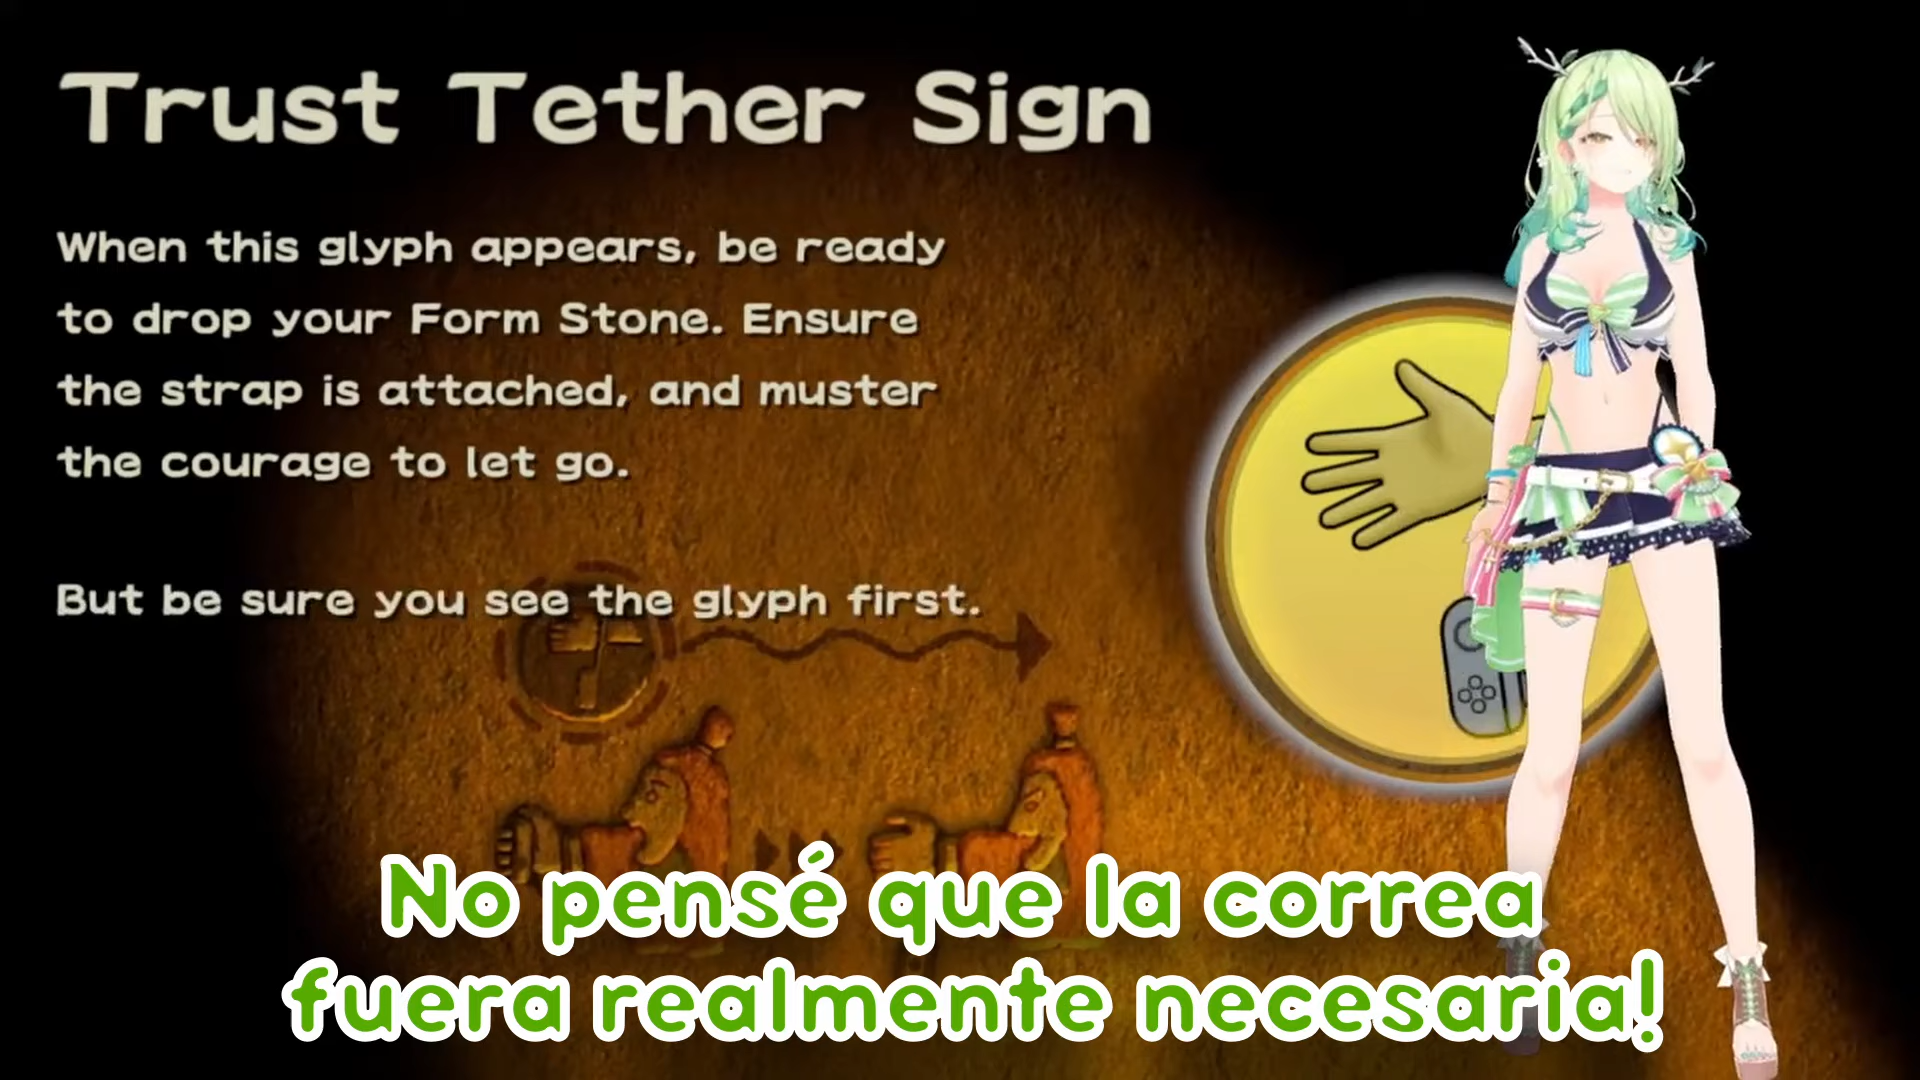 Trust Tether Sign
When this glyph appears, be ready
to drop your Form Stone. Ensure
the strap is attached, and muster
the courage to let go.
But be sure you see the glyph first.
No pensé que la correa
fuera realmente necesaria!